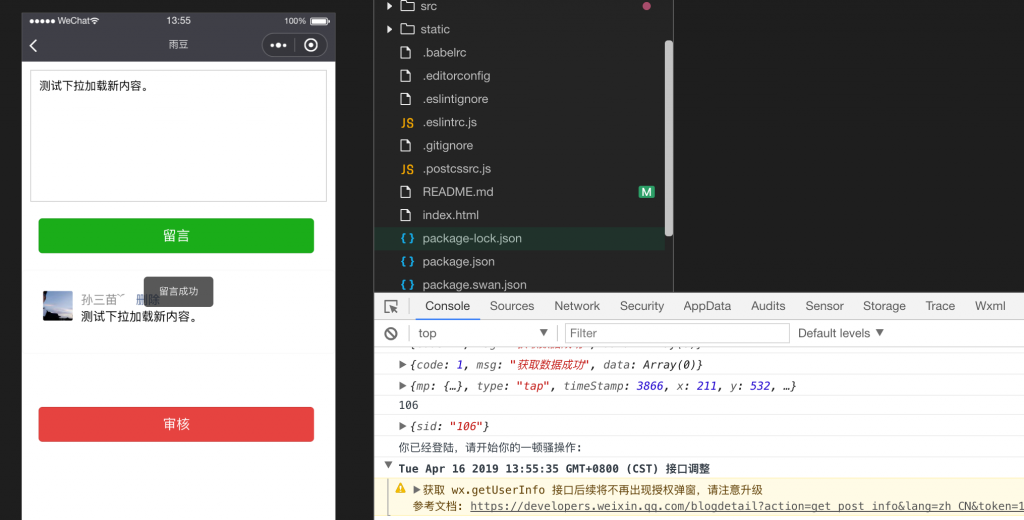 WeChat
13:55
100%
雨豆
测试下拉加载新内容。
留言
孙三苗 删除
留言成功
测试下拉加载新内容。
审核
src
static
.babelrc
.editorconfig
.eslintignore
JS .eslintrc.js
.gitignore
JS .postcssrc.js
README.md M
index.html
{} package-lock.json
{} package.json
{} package.swan.json
Console Sources Network Security AppData Audits Sensor Storage Trace Wxml
top Filter Default levels
{code: 1, msg: "获取数据成功", data: Array(0)}
{mp: {…}, type: "tap", timeStamp: 3866, x: 211, y: 532, …}
106
{sid: "106"}
你已经登陆，请开始你的一顿骚操作:
Tue Apr 16 2019 13:55:35 GMT+0800 (CST) 接口调整
获取 wx.getUserInfo 接口后续将不再出现授权弹窗，请注意升级
参考文档: https://developers.weixin.qq.com/blogdetail?action=get_post_info&lang=zh_CN&token=1